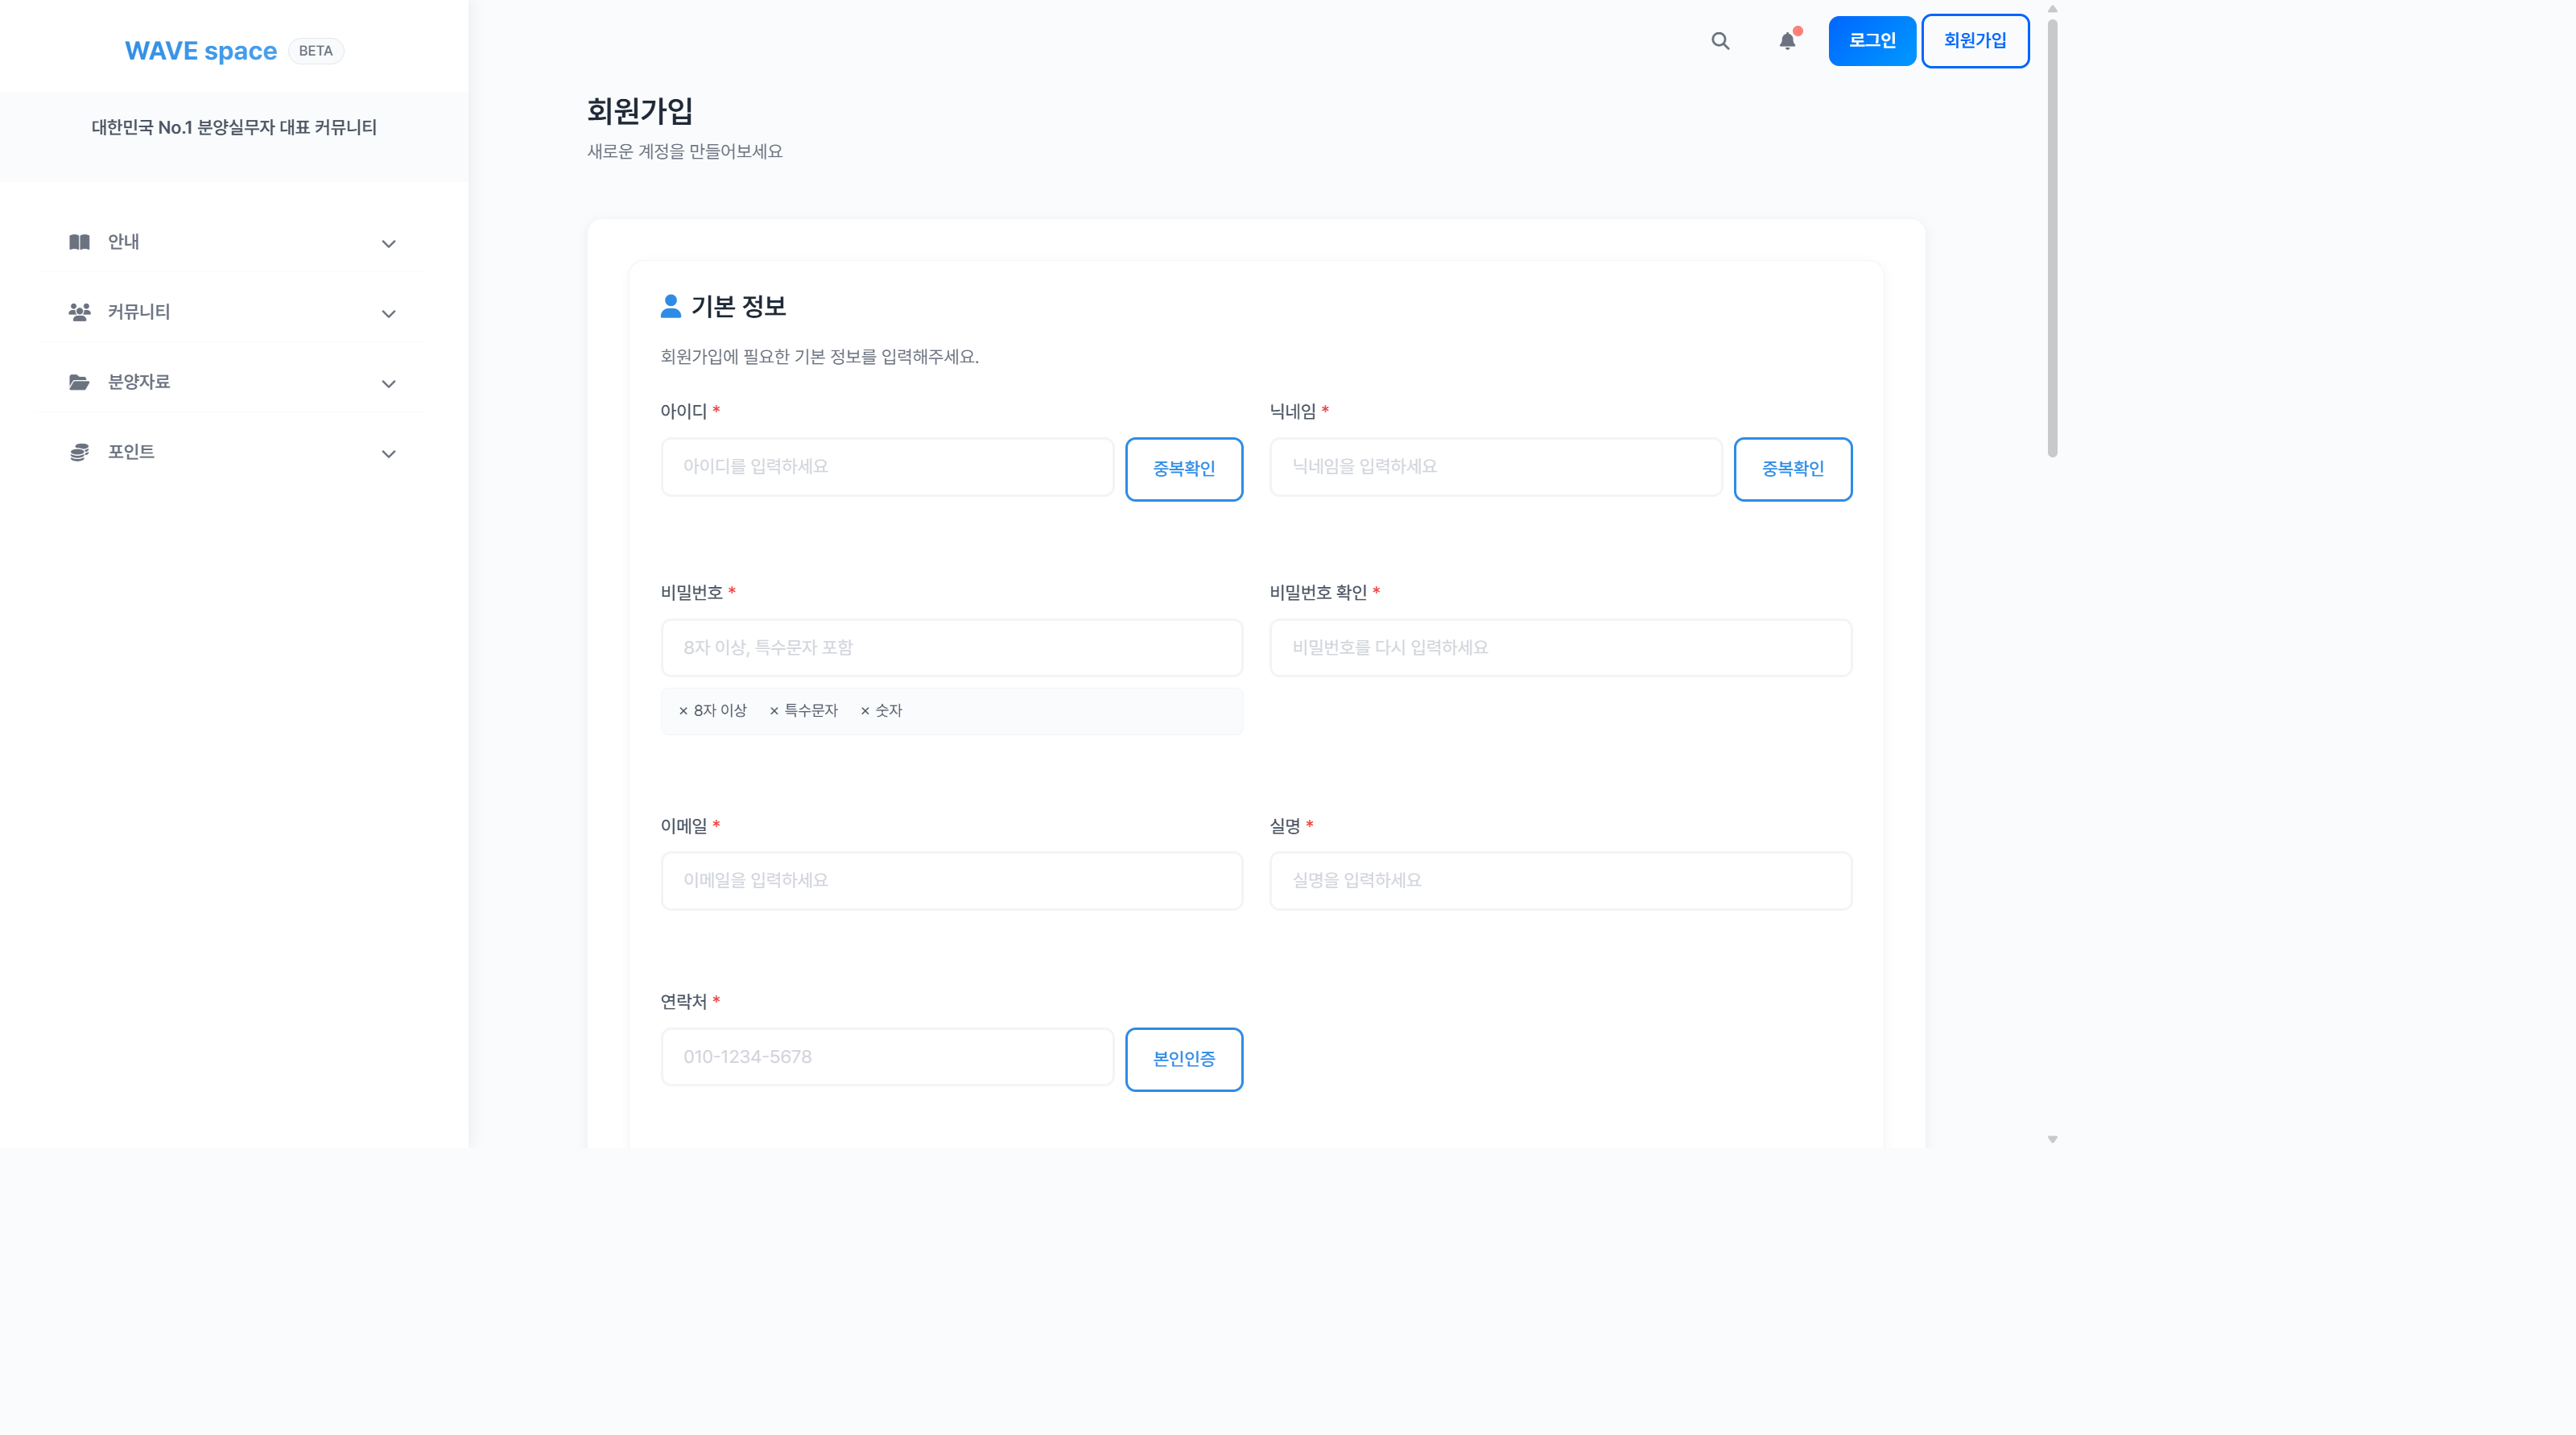 WAVE space BETA
대한민국 No.1 분양실무자 대표 커뮤니티
안내
커뮤니티
분양자료
포인트
로그인 회원가입
회원가입
새로운 계정을 만들어보세요
기본 정보
회원가입에 필요한 기본 정보를 입력해주세요.
아이디 * 닉네임 *
아이디를 입력하세요 중복확인 닉네임을 입력하세요 중복확인
비밀번호 * 비밀번호 확인 *
8자 이상, 특수문자 포함 비밀번호를 다시 입력하세요
× 8자 이상 × 특수문자 × 숫자
이메일 * 실명 *
이메일을 입력하세요 실명을 입력하세요
연락처 *
010-1234-5678 본인인증